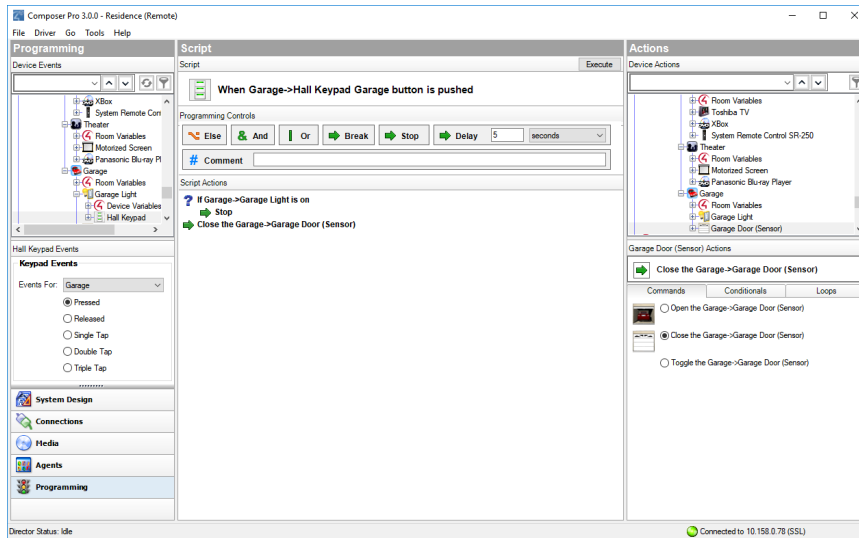 Composer Pro 3.0.0 - Residence (Remote)
File Driver Go Tools Help
Programming
Device Events
XBox
System Remote Con
Theater
Room Variables
Motorized Screen
Panasonic Blu-ray Pl
Garage
Room Variables
Garage Light
Device Variables
Hall Keypad
Hall Keypad Events
Keypad Events
Events For: Garage
Pressed
Released
Single Tap
Double Tap
Triple Tap
System Design
Connections
Media
Agents
Programming
Script
Script Execute
When Garage->Hall Keypad Garage button is pushed
Programming Controls
Else & And Or Break Stop Delay 5 seconds
# Comment
Script Actions
? If Garage->Garage Light is on
Stop
Close the Garage->Garage Door (Sensor)
Actions
Device Actions
Room Variables
Toshiba TV
XBox
System Remote Control SR-250
Theater
Room Variables
Motorized Screen
Panasonic Blu-ray Player
Garage
Room Variables
Garage Light
Garage Door (Sensor)
Garage Door (Sensor) Actions
Close the Garage->Garage Door (Sensor)
Commands Conditionals Loops
Open the Garage->Garage Door (Sensor)
Close the Garage->Garage Door (Sensor)
Toggle the Garage->Garage Door (Sensor)
Director Status: Idle
Connected to 10.158.0.78 (SSL)